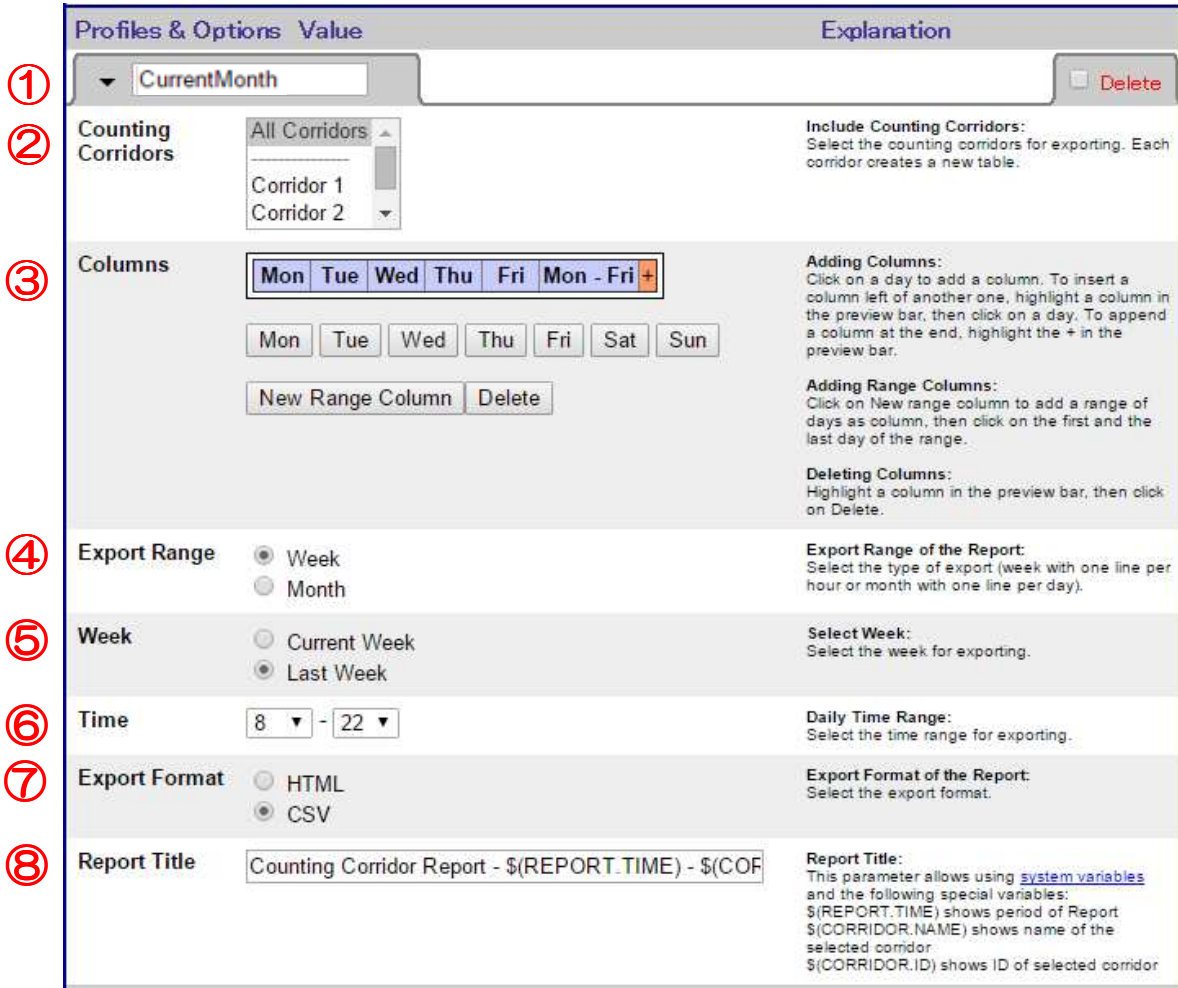 Profiles & Options Value Explanation
① CurrentMonth Delete
② Counting Corridors
All Corridors
---------------
Corridor 1
Corridor 2
Include Counting Corridors:
Select the counting corridors for exporting. Each
corridor creates a new table.
③ Columns
Mon Tue Wed Thu Fri Mon - Fri +
Mon Tue Wed Thu Fri Sat Sun
New Range Column Delete
Adding Columns:
Click on a day to add a column. To insert a
column left of another one, highlight a column in
the preview bar, then click on a day. To append
a column at the end, highlight the + in the
preview bar.
Adding Range Columns:
Click on New range column to add a range of
days as column, then click on the first and the
last day of the range.
Deleting Columns:
Highlight a column in the preview bar, then click
on Delete.
④ Export Range
Week
Month
Export Range of the Report:
Select the type of export (week with one line per
hour or month with one line per day).
⑤ Week
Current Week
Last Week
Select Week:
Select the week for exporting.
⑥ Time
8 - 22
Daily Time Range:
Select the time range for exporting.
⑦ Export Format
HTML
CSV
Export Format of the Report:
Select the export format.
⑧ Report Title
Counting Corridor Report - $(REPORT.TIME) - $(COR
Report Title:
This parameter allows using system variables
and the following special variables:
$(REPORT.TIME) shows period of Report
$(CORRIDOR.NAME) shows name of the
selected corridor
$(CORRIDOR.ID) shows ID of selected corridor